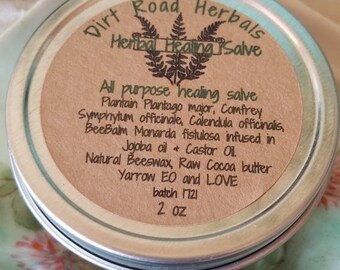 Dirt Road Herbals
Herbal Healing Salve
All purpose healing salve
Plantain Plantago major, Comfrey
Symphytum officinale, Calendula officinalis,
BeeBalm Monarda fistulosa infused in
Jojoba oil & Castor Oil.
Natural Beeswax, Raw Cocoa butter
Yarrow EO and LOVE
batch 1721
2 oz